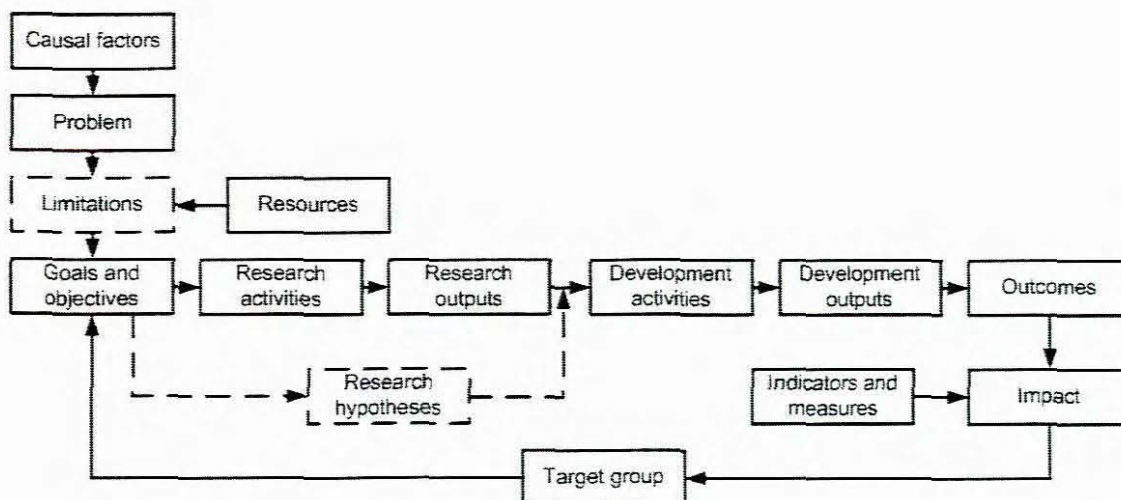 Causal factors
Problem
Limitations
Resources
Goals and
objectives
Research
activities
Research
outputs
Development
activities
Development
outputs
Outcomes
Research
hypotheses
Indicators and
measures
Impact
Target group